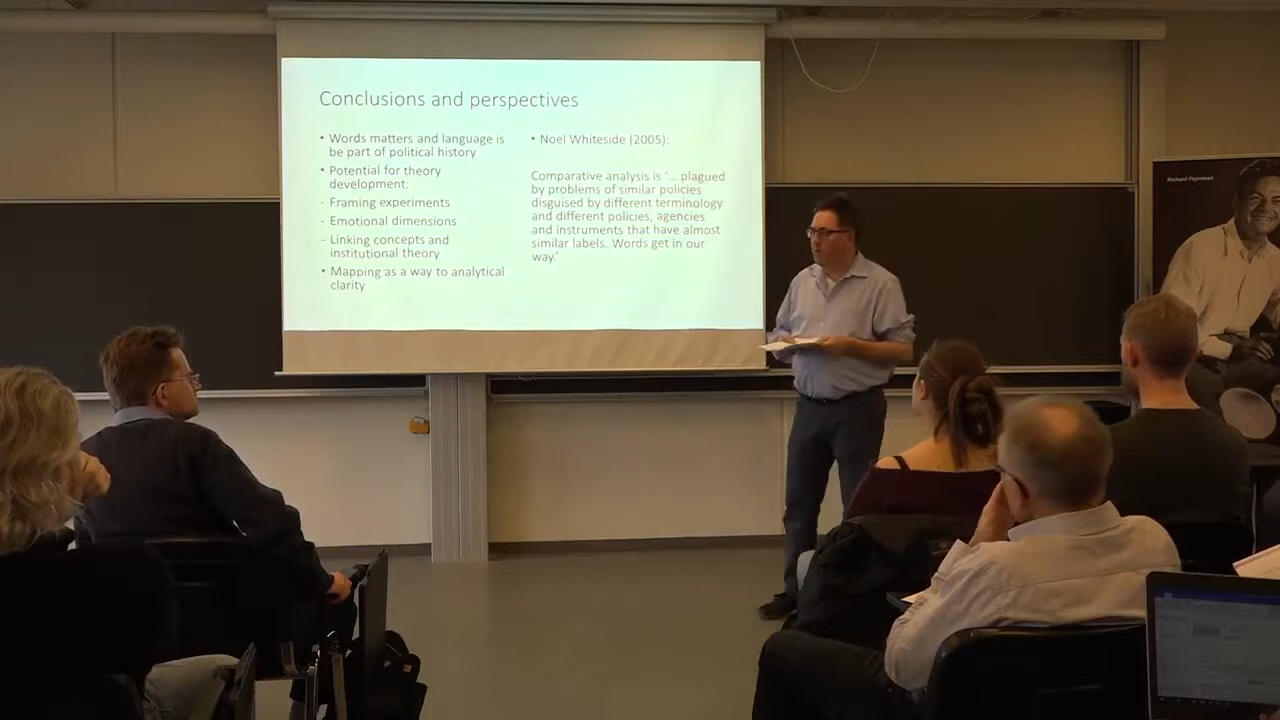 Conclusions and perspectives
• Words matters and language is
be part of political history
• Potential for theory
development:
- Framing experiments
- Emotional dimensions
- Linking concepts and
institutional theory
• Mapping as a way to analytical
clarity
• Noel Whiteside (2005):
Comparative analysis is ‘... plagued
by problems of similar policies
disguised by different terminology
and different policies, agencies
and instruments that have almost
similar labels. Words get in our
way.’
Richard Feynman